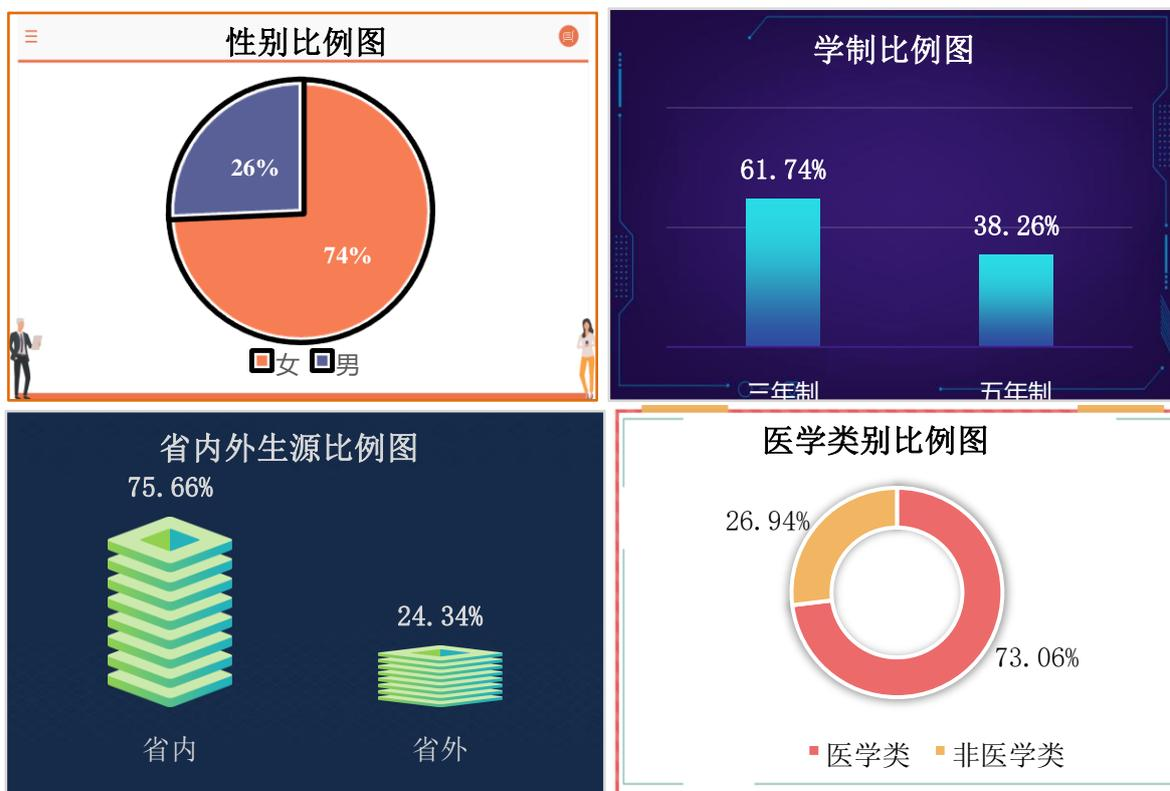 性别比例图
26%
74%
女 男
学制比例图
61.74%
38.26%
三年制 五年制
省内外生源比例图
75.66%
24.34%
省内 省外
医学类别比例图
26.94%
73.06%
医学类 非医学类